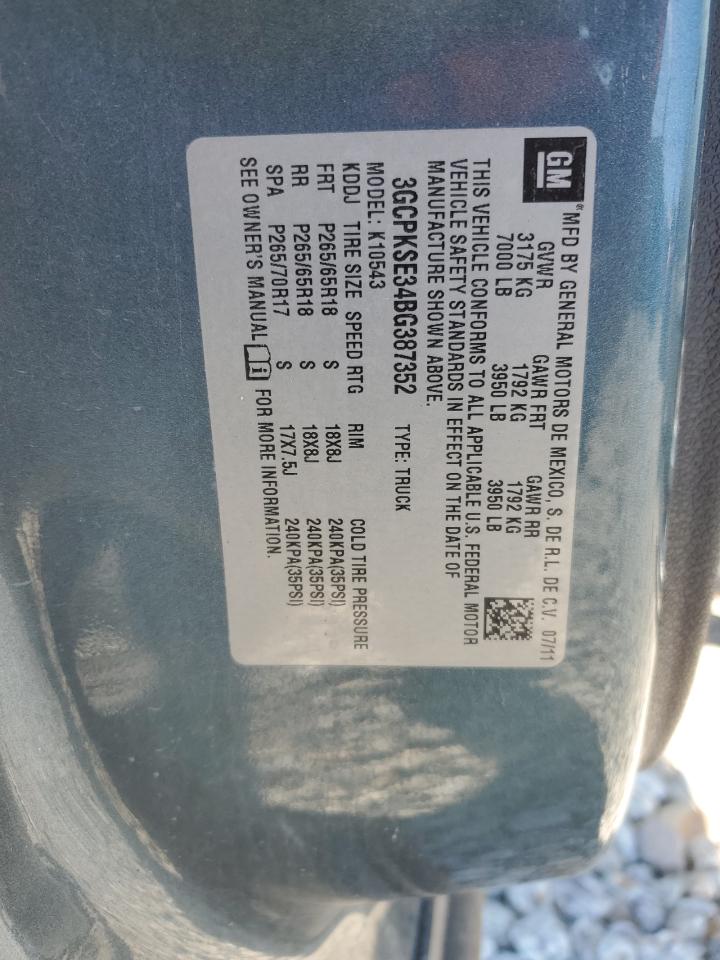 GM
MFD BY GENERAL MOTORS DE MEXICO, S. DE R.L. DE C.V. 07/11
GVWR GAWR FRT GAWR RR
3175 KG 1792 KG 1792 KG
7000 LB 3950 LB 3950 LB
THIS VEHICLE CONFORMS TO ALL APPLICABLE U.S. FEDERAL MOTOR
VEHICLE SAFETY STANDARDS IN EFFECT ON THE DATE OF
MANUFACTURE SHOWN ABOVE.
3GCPKSE34BG387352 TYPE: TRUCK
MODEL: K10543
KDDJ TIRE SIZE SPEED RTG RIM COLD TIRE PRESSURE
FRT P265/65R18 S 18X8J 240KPA(35PSI)
RR P265/65R18 S 18X8J 240KPA(35PSI)
SPA P265/70R17 S 17X7.5J 240KPA(35PSI)
SEE OWNER'S MANUAL i FOR MORE INFORMATION.